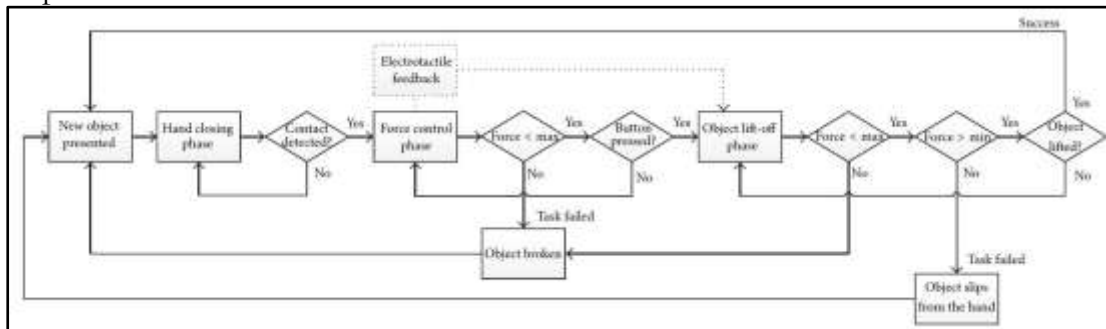 Success
Electrotactile
feedback
New object
presented
Hand closing
phase
Contact
detected?
Yes
Force control
phase
Force < max
Yes
Button
pressed?
Yes
Object lift-off
phase
Force < max
Yes
Force > min
Yes
Object
lifted?
Yes
No
No
No
No
No
No
Task failed
Object broken
Task failed
Object slips
from the hand